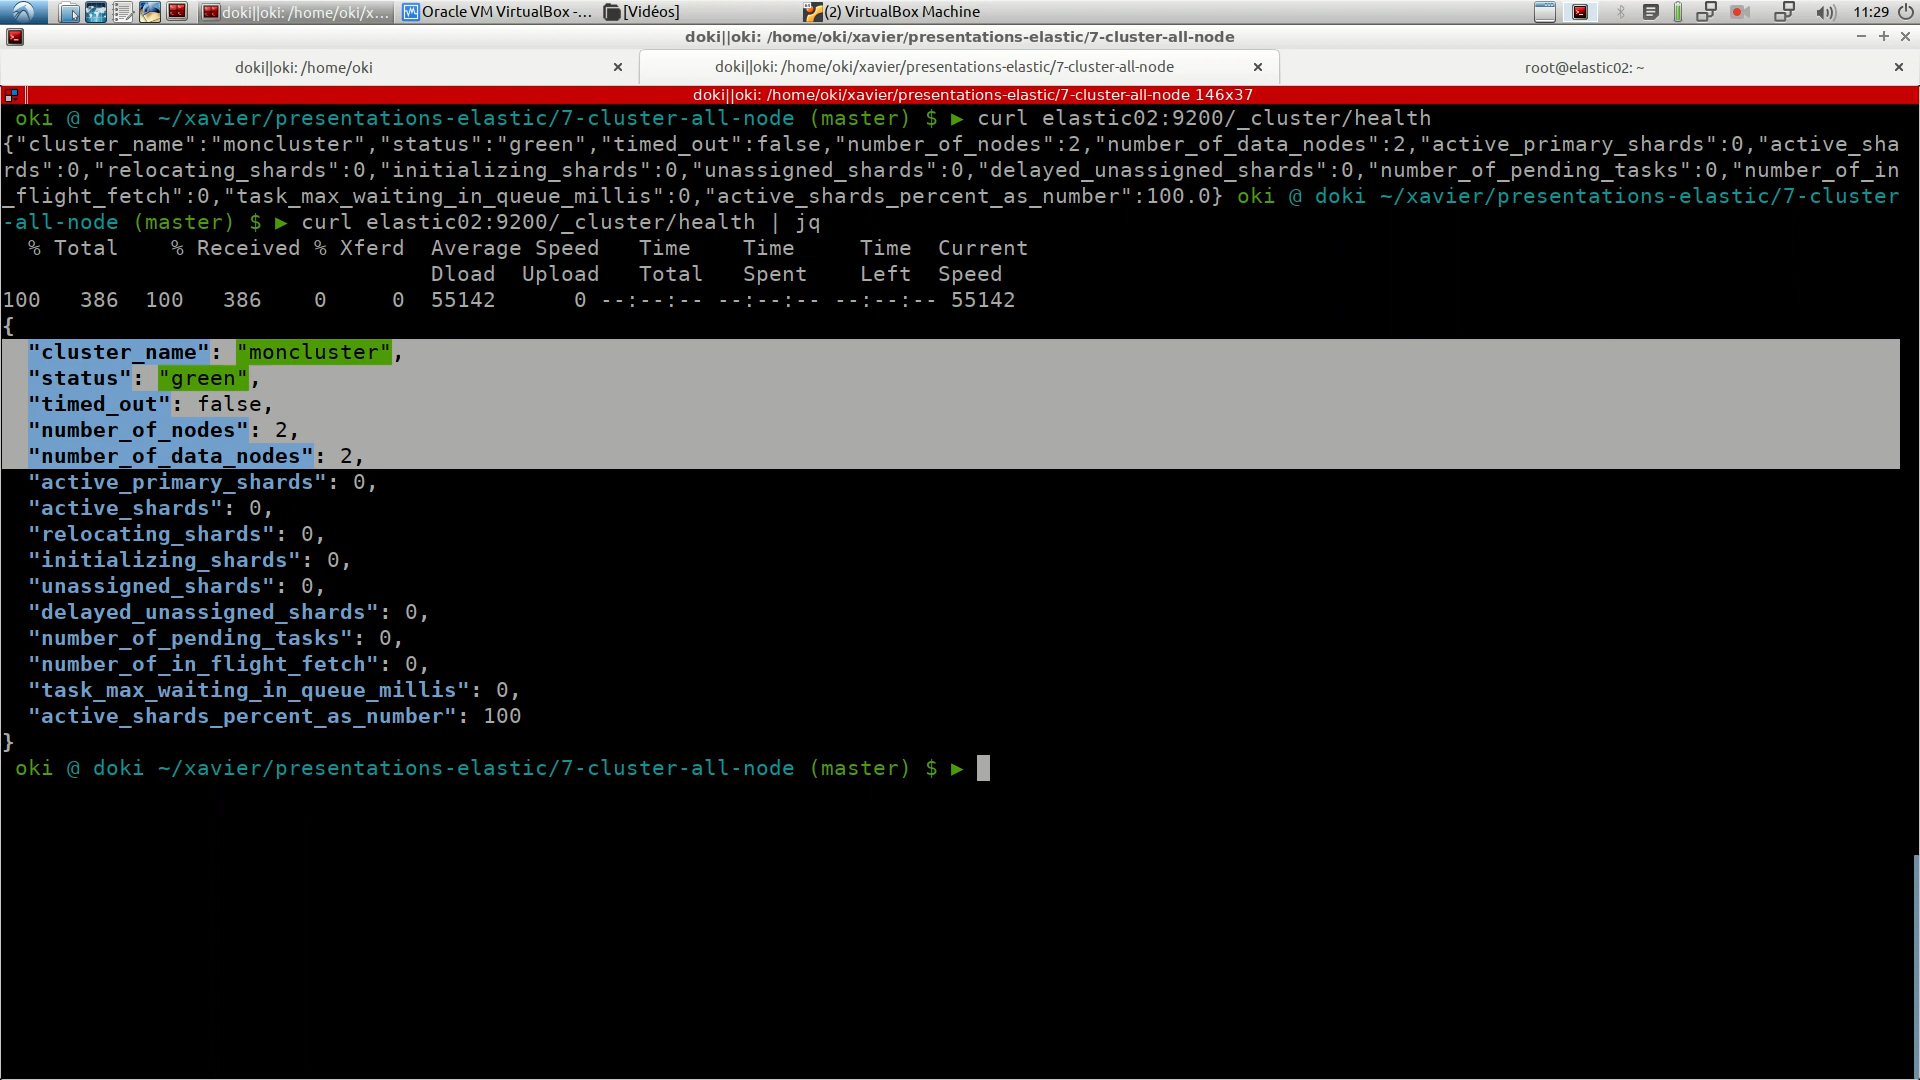 doki||oki: /home/oki/x... Oracle VM VirtualBox -... [Vidéos] (2) VirtualBox Machine 11:29
doki||oki: /home/oki/xavier/presentations-elastic/7-cluster-all-node
doki||oki: /home/oki doki||oki: /home/oki/xavier/presentations-elastic/7-cluster-all-node root@elastic02: ~
doki||oki: /home/oki/xavier/presentations-elastic/7-cluster-all-node 146x37
oki @ doki ~/xavier/presentations-elastic/7-cluster-all-node (master) $ ▶ curl elastic02:9200/_cluster/health
{"cluster_name":"moncluster","status":"green","timed_out":false,"number_of_nodes":2,"number_of_data_nodes":2,"active_primary_shards":0,"active_sha
rds":0,"relocating_shards":0,"initializing_shards":0,"unassigned_shards":0,"delayed_unassigned_shards":0,"number_of_pending_tasks":0,"number_of_in
_flight_fetch":0,"task_max_waiting_in_queue_millis":0,"active_shards_percent_as_number":100.0} oki @ doki ~/xavier/presentations-elastic/7-cluster
-all-node (master) $ ▶ curl elastic02:9200/_cluster/health | jq
% Total % Received % Xferd Average Speed Time Time Time Current
Dload Upload Total Spent Left Speed
100 386 100 386 0 0 55142 0 --:--:-- --:--:-- --:--:-- 55142
{
"cluster_name": "moncluster",
"status": "green",
"timed_out": false,
"number_of_nodes": 2,
"number_of_data_nodes": 2,
"active_primary_shards": 0,
"active_shards": 0,
"relocating_shards": 0,
"initializing_shards": 0,
"unassigned_shards": 0,
"delayed_unassigned_shards": 0,
"number_of_pending_tasks": 0,
"number_of_in_flight_fetch": 0,
"task_max_waiting_in_queue_millis": 0,
"active_shards_percent_as_number": 100
}
oki @ doki ~/xavier/presentations-elastic/7-cluster-all-node (master) $ ▶